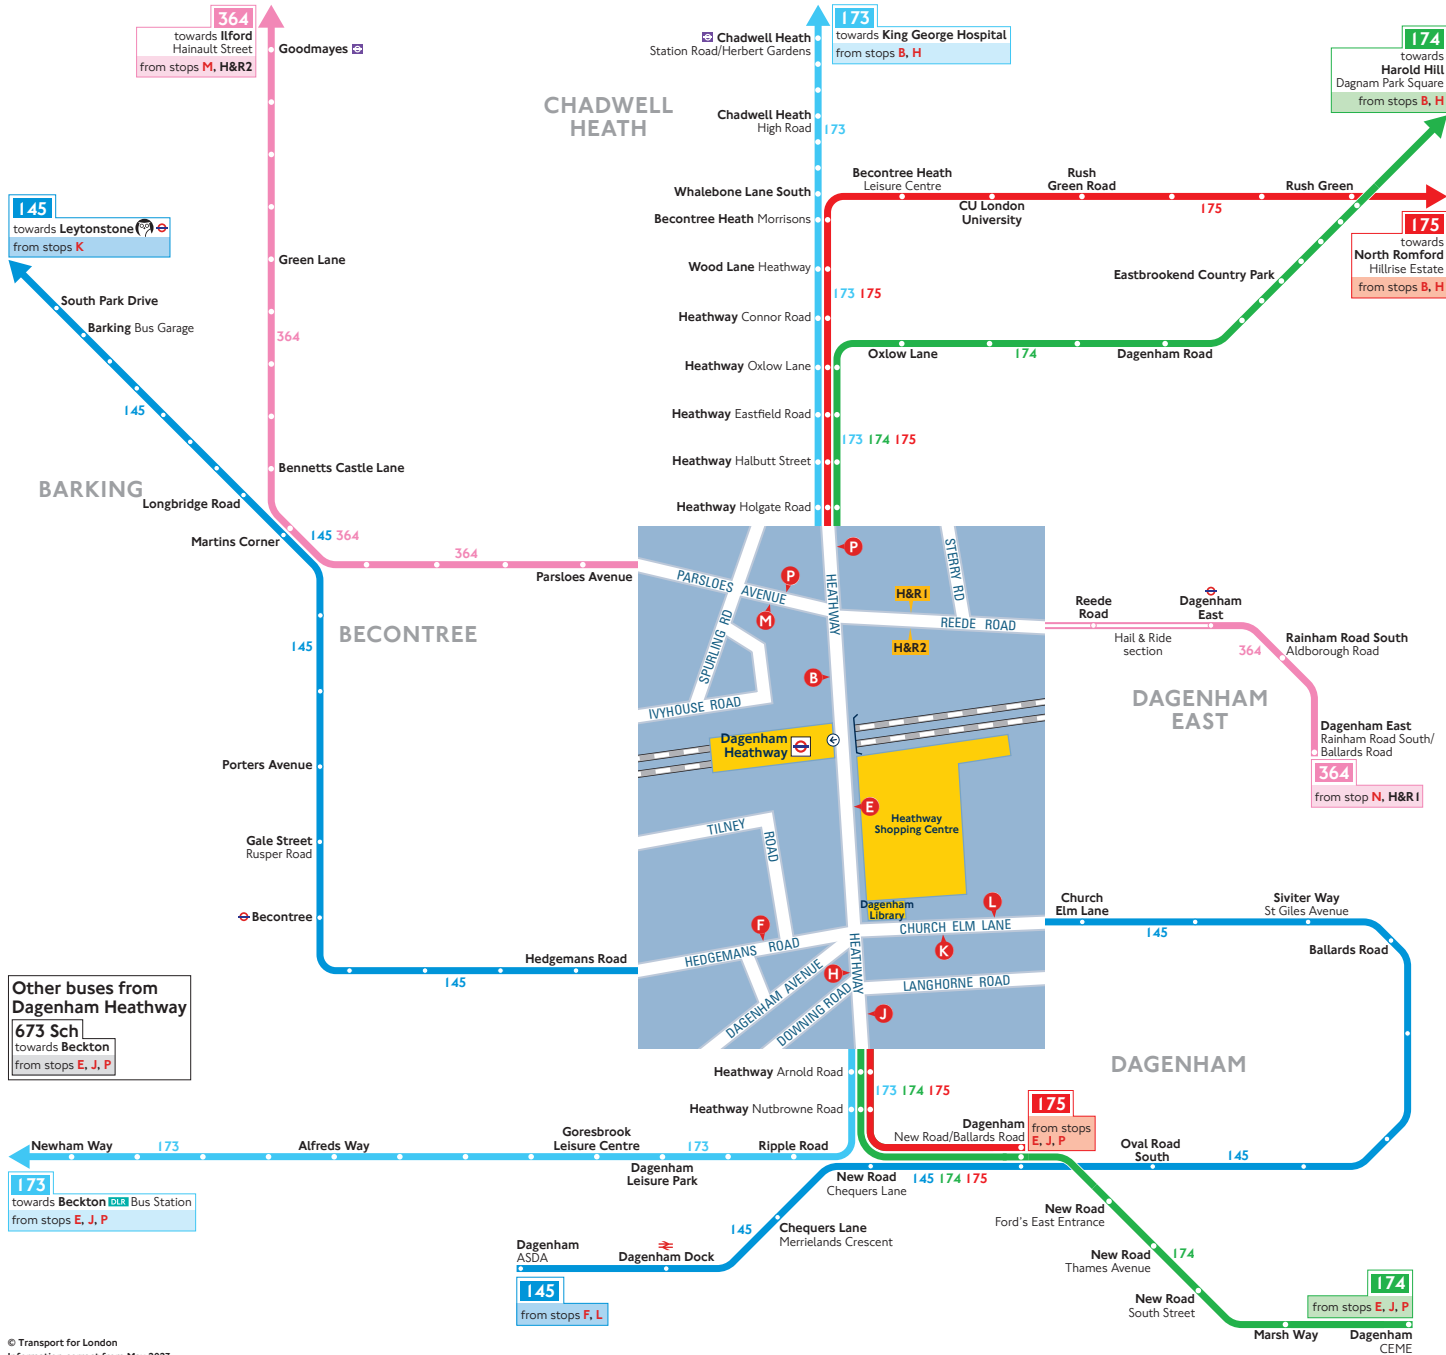 364
towards Ilford
Hainault Street
from stops M, H&R2
Goodmayes
Chadwell Heath
Station Road/Herbert Gardens
173
towards King George Hospital
from stops B, H
174
towards
Harold Hill
Dagnam Park Square
from stops B, H
CHADWELL
HEATH
Chadwell Heath
High Road
173
Whalebone Lane South
Becontree Heath Morrisons
Becontree Heath
Leisure Centre
CU London
University
Rush
Green Road
175
Rush Green
175
towards
North Romford
Hillrise Estate
from stops B, H
145
towards Leytonstone
from stops K
Green Lane
Wood Lane Heathway
Eastbrookend Country Park
South Park Drive
173 175
Barking Bus Garage
Heathway Connor Road
364
Oxlow Lane
174
Dagenham Road
Heathway Oxlow Lane
145
Heathway Eastfield Road
173 174 175
Heathway Halbutt Street
Bennetts Castle Lane
BARKING
Longbridge Road
Heathway Holgate Road
Martins Corner
145 364
364
Parsloes Avenue
BECONTREE
145
P
P
M
PARSLOES AVENUE
HEATHWAY
STERRY RD
H&R1
REEDE ROAD
H&R2
SPURLING RD
B
IVYHOUSE ROAD
Dagenham
Heathway
E
Heathway
Shopping Centre
TILNEY
ROAD
Dagenham
Library
L
F
CHURCH ELM LANE
K
HEDGEMANS ROAD
HEATHWAY
H
LANGHORNE ROAD
DAGENHAM AVENUE
DOWNING ROAD
J
Reede
Road
Hail & Ride
section
Dagenham
East
364
Rainham Road South
Aldborough Road
DAGENHAM
EAST
Dagenham East
Rainham Road South/
Ballards Road
364
from stop N, H&R1
Porters Avenue
Gale Street
Rusper Road
Becontree
Hedgemans Road
145
Church
Elm Lane
145
Siviter Way
St Giles Avenue
Ballards Road
Other buses from
Dagenham Heathway
673 Sch
towards Beckton
from stops E, J, P
DAGENHAM
Heathway Arnold Road
173 174 175
Heathway Nutbrowne Road
Dagenham
New Road/Ballards Road
175
from stops
E, J, P
Newham Way
173
Alfreds Way
Goresbrook
Leisure Centre
Dagenham
Leisure Park
173
Ripple Road
Oval Road
South
145
173
towards Beckton DLR Bus Station
from stops E, J, P
New Road
Chequers Lane
145 174 175
New Road
Ford's East Entrance
145
Chequers Lane
Merrielands Crescent
Dagenham
ASDA
Dagenham Dock
145
from stops F, L
New Road
Thames Avenue
174
New Road
South Street
174
from stops E, J, P
Marsh Way
Dagenham
CEME
© Transport for London